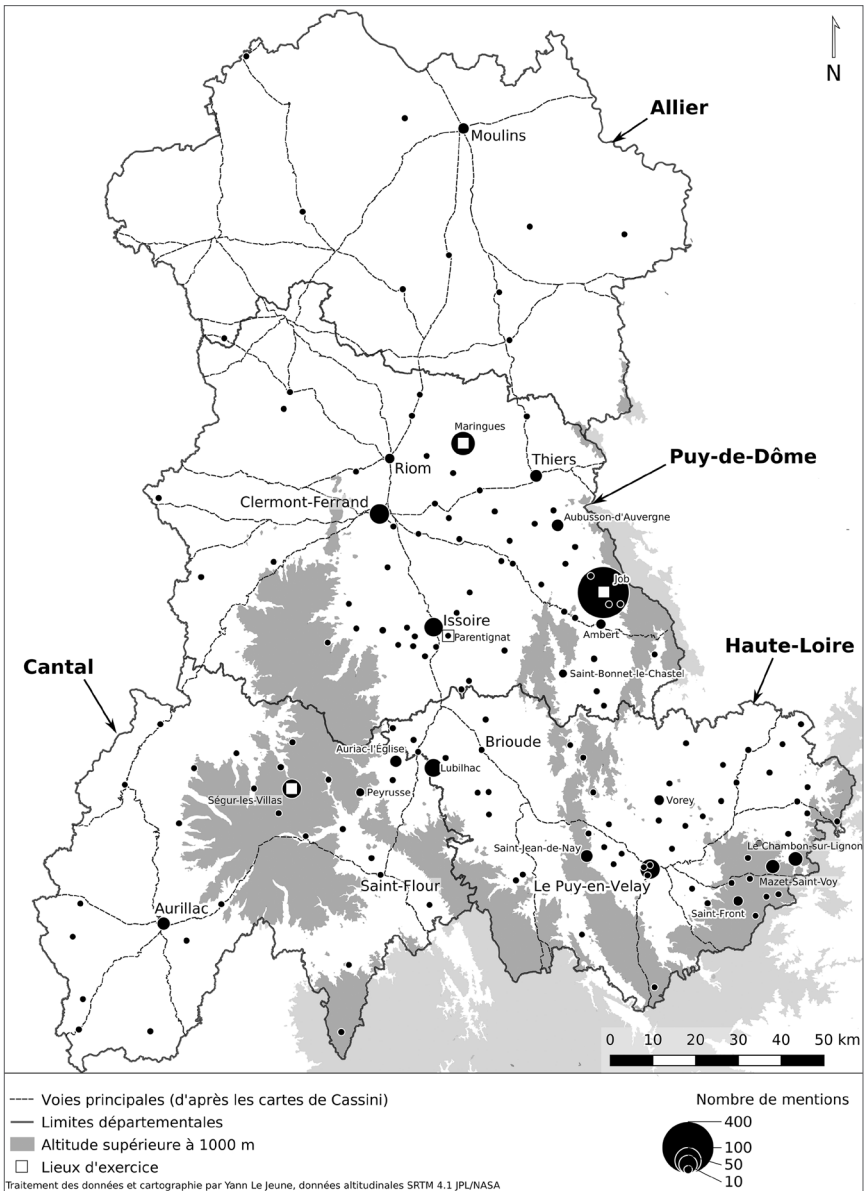 N
Allier
Moulins
Maringues
Riom
Thiers
Puy-de-Dôme
Clermont-Ferrand
Aubusson-d'Auvergne
Job
Issoire
Parentignat
Ambert
Haute-Loire
Cantal
Saint-Bonnet-le-Chastel
Brioude
Auriac-l'Église
Lubilhac
Ségur-les-Villas
Peyrusse
Vorey
Saint-Jean-de-Nay
Le Chambon-sur-Lignon
Saint-Flour
Le Puy-en-Velay
Mazet-Saint-Voy
Saint-Front
Aurillac
0 10 20 30 40 50 km
Voies principales (d'après les cartes de Cassini)
Limites départementales
Altitude supérieure à 1000 m
Lieux d'exercice
Nombre de mentions
400
100
50
10
Traitement des données et cartographie par Yann Le Jeune, données altitudinales SRTM 4.1 JPL/NASA